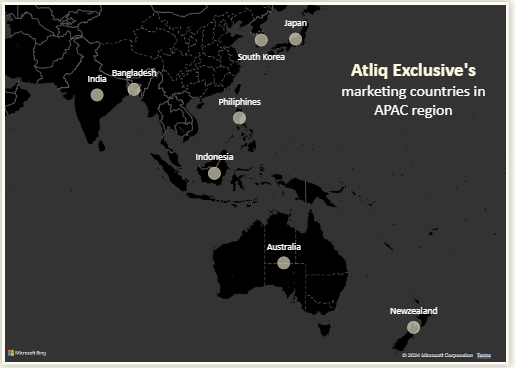 Japan
South Korea
Atliq Exclusive's
marketing countries in
APAC region
India
Bangladesh
Philiphines
Indonesia
Australia
Newzealand
Microsoft Bing
© 2024 Microsoft Corporation Terms